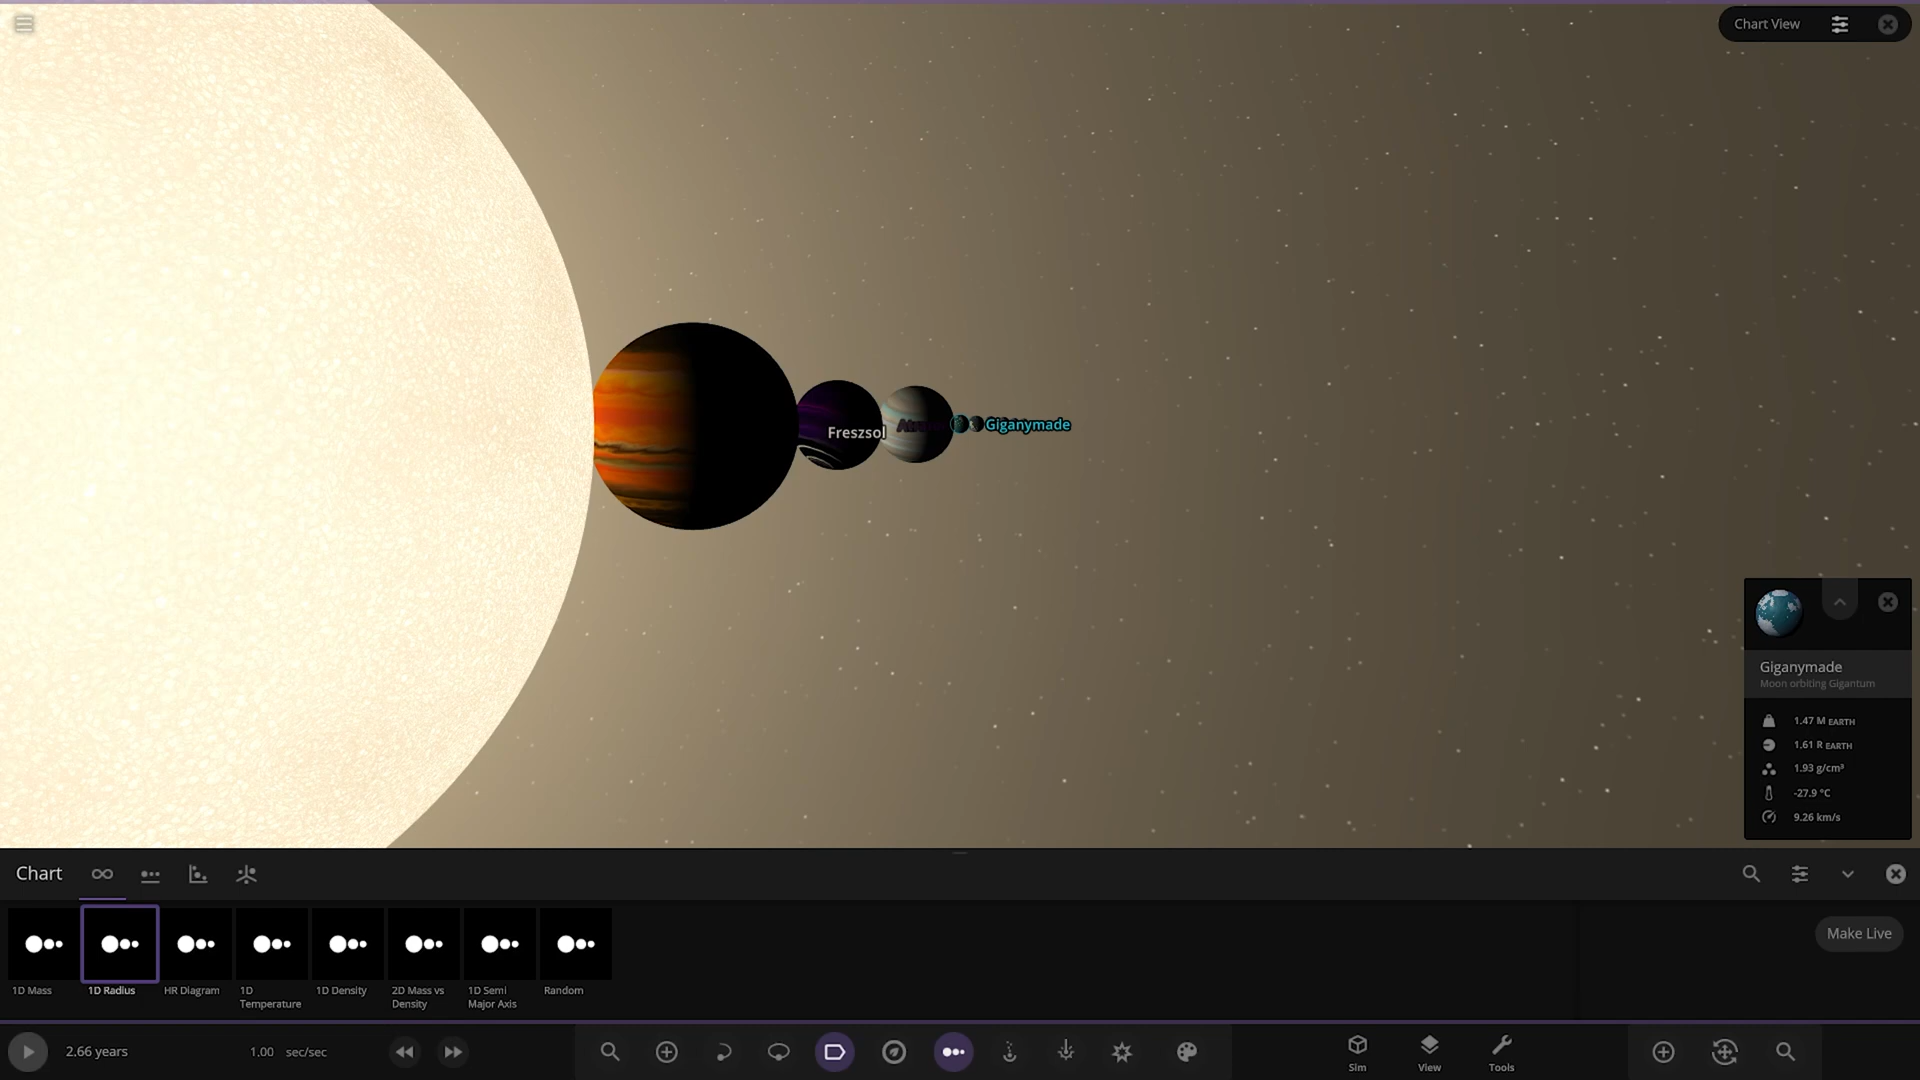 Chart View
Freszsol
Giganymade
Giganymade
Moon orbiting Gigantum
1.47 M EARTH
1.61 R EARTH
1.93 g/cm³
-27.9 °C
9.26 km/s
Chart
Make Live
1D Mass
1D Radius
HR Diagram
1D Temperature
1D Density
2D Mass vs Density
1D Semi Major Axis
Random
2.66 years
1.00 sec/sec
Sim
View
Tools